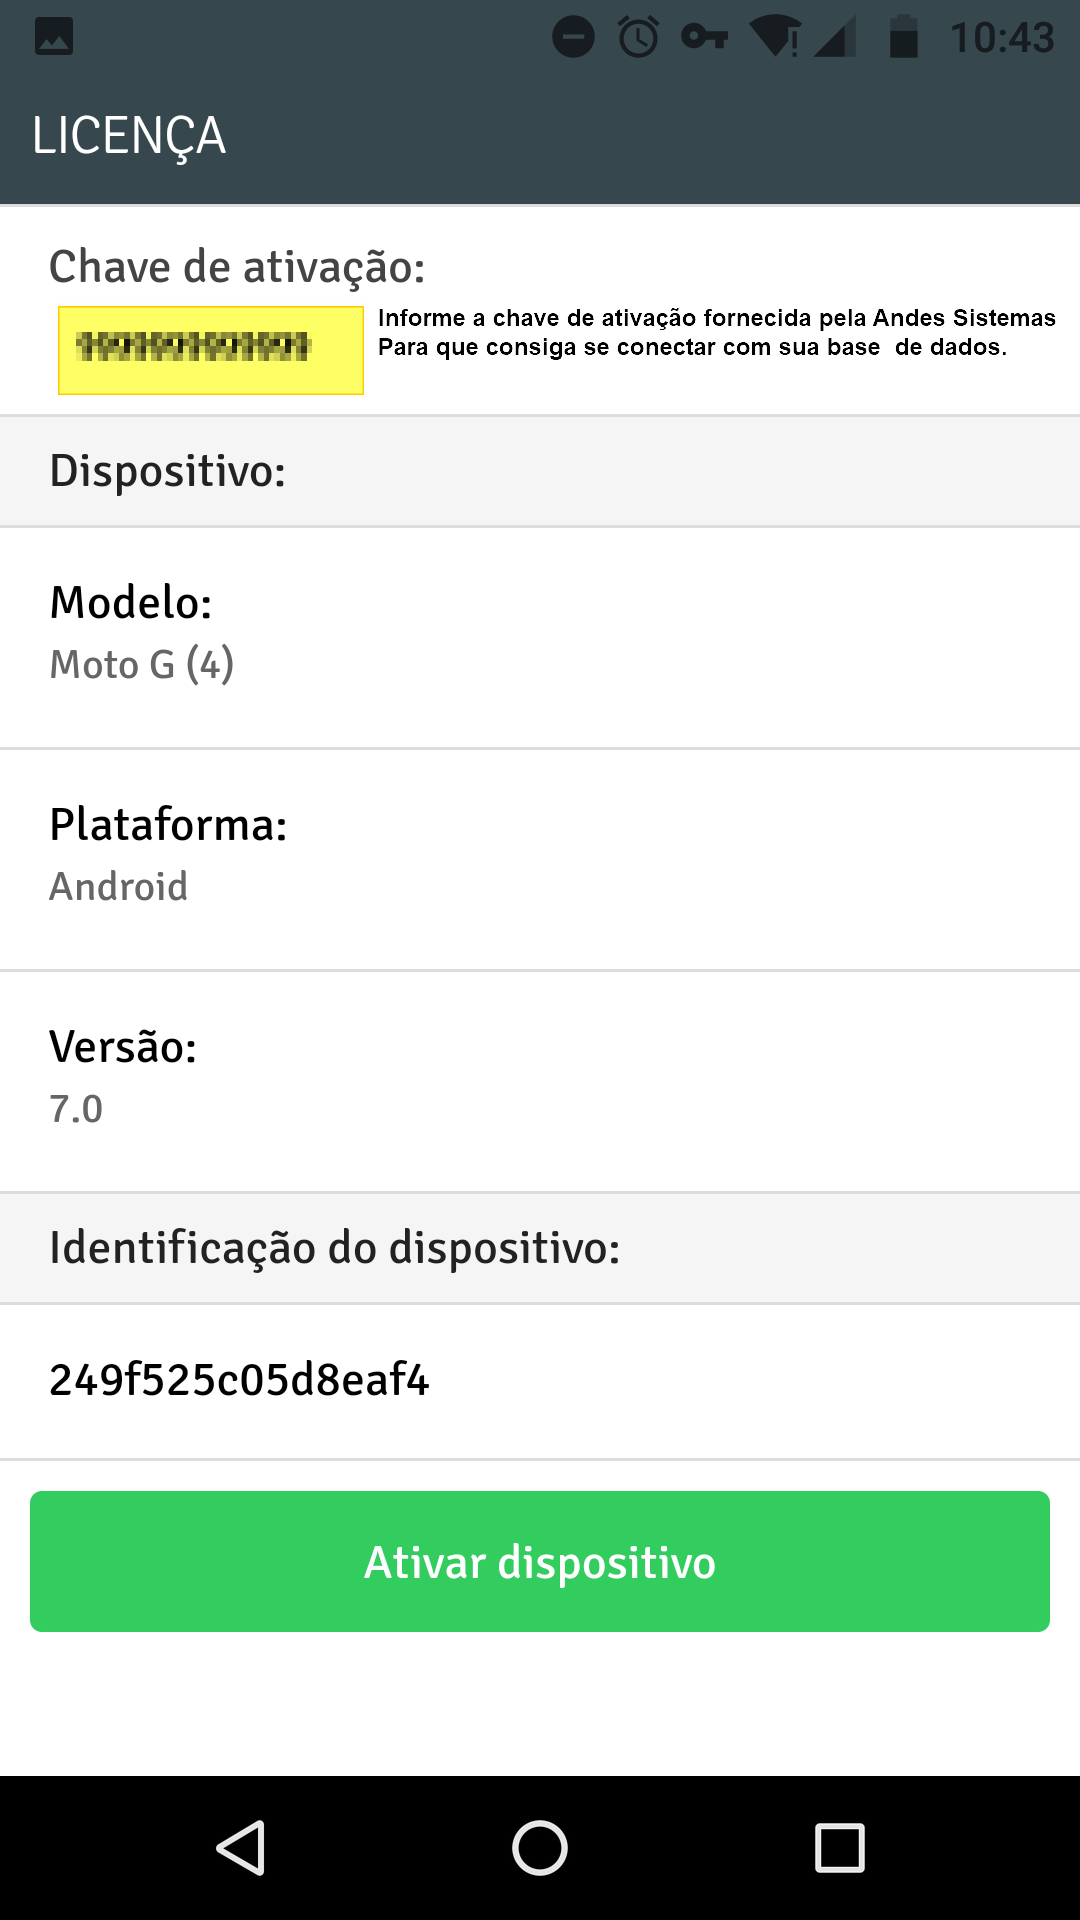 10:43
LICENÇA
Chave de ativação:
Informe a chave de ativação fornecida pela Andes Sistemas
Para que consiga se conectar com sua base de dados.
Dispositivo:
Modelo:
Moto G (4)
Plataforma:
Android
Versão:
7.0
Identificação do dispositivo:
249f525c05d8eaf4
Ativar dispositivo